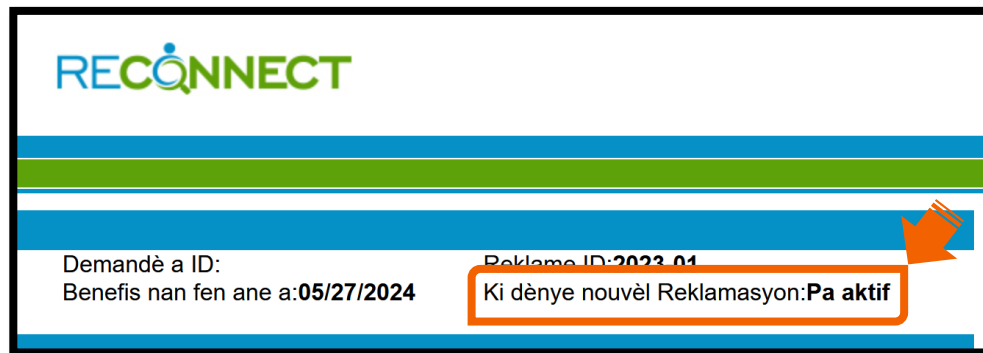 RECONNECT
Demandè a ID:
Reklame ID:2023-01
Benefis nan fen ane a:05/27/2024
Ki dènye nouvèl Reklamasyon:Pa aktif